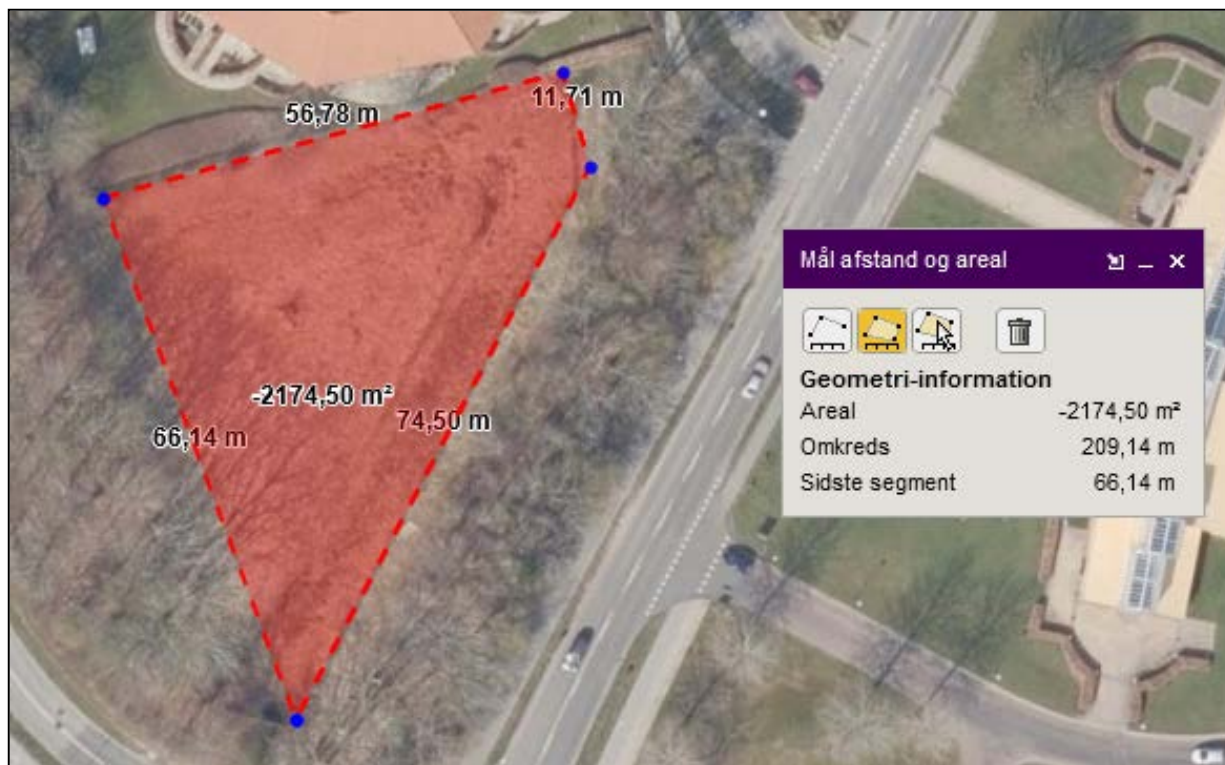 11,71 m
56,78 m
-2174,50 m²
74,50 m
66,14 m
Mål afstand og areal
Geometri-information
Areal -2174,50 m²
Omkreds 209,14 m
Sidste segment 66,14 m